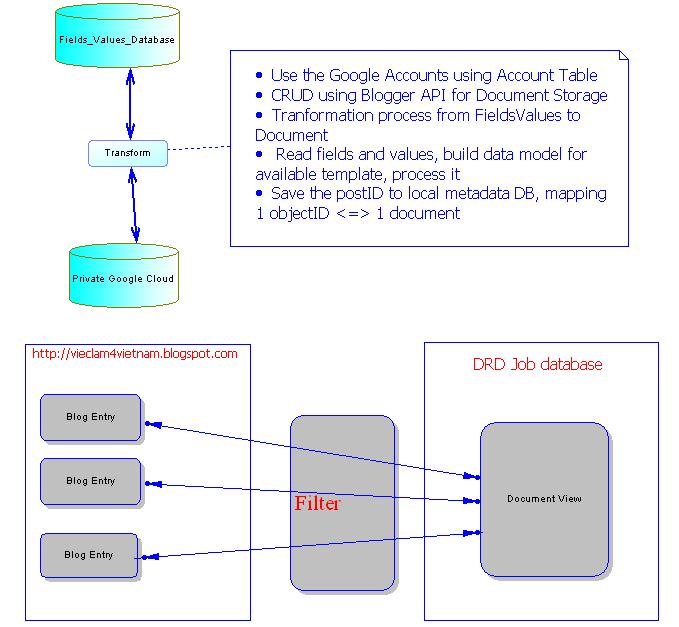 Fields_Values_Database
• Use the Google Accounts using Account Table
• CRUD using Blogger API for Document Storage
• Tranformation process from FieldsValues to
Document
• Read fields and values, build data model for
available template, process it
• Save the postID to local metadata DB, mapping
1 objectID <=> 1 document
Transform
Private Google Cloud
http://vieclam4vietnam.blogspot.com
DRD Job database
Blog Entry
Blog Entry
Blog Entry
Filter
Document View